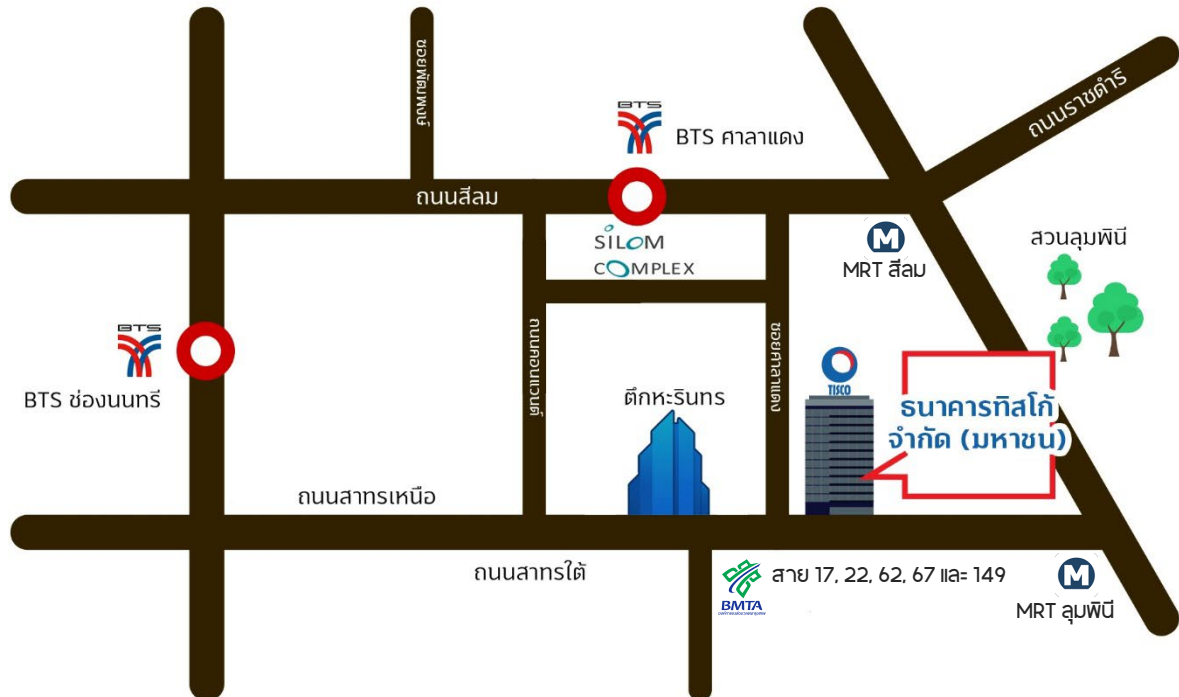 ซอยพัฒน์พงษ์
BTS
BTS ศาลาแดง
ถนนราชดำริ
ถนนสีลม
SILOM
COMPLEX
MRT สีลม
สวนลุมพินี
BTS
BTS ช่องนนทรี
ถนนคอนแวนต์
ซอยศาลาแดง
ตึกหะรินทร
TISCO
ธนาคารทิสโก้
จำกัด (มหาชน)
ถนนสาทรเหนือ
ถนนสาทรใต้
BMTA
สาย 17, 22, 62, 67 และ 149
M
MRT ลุมพินี